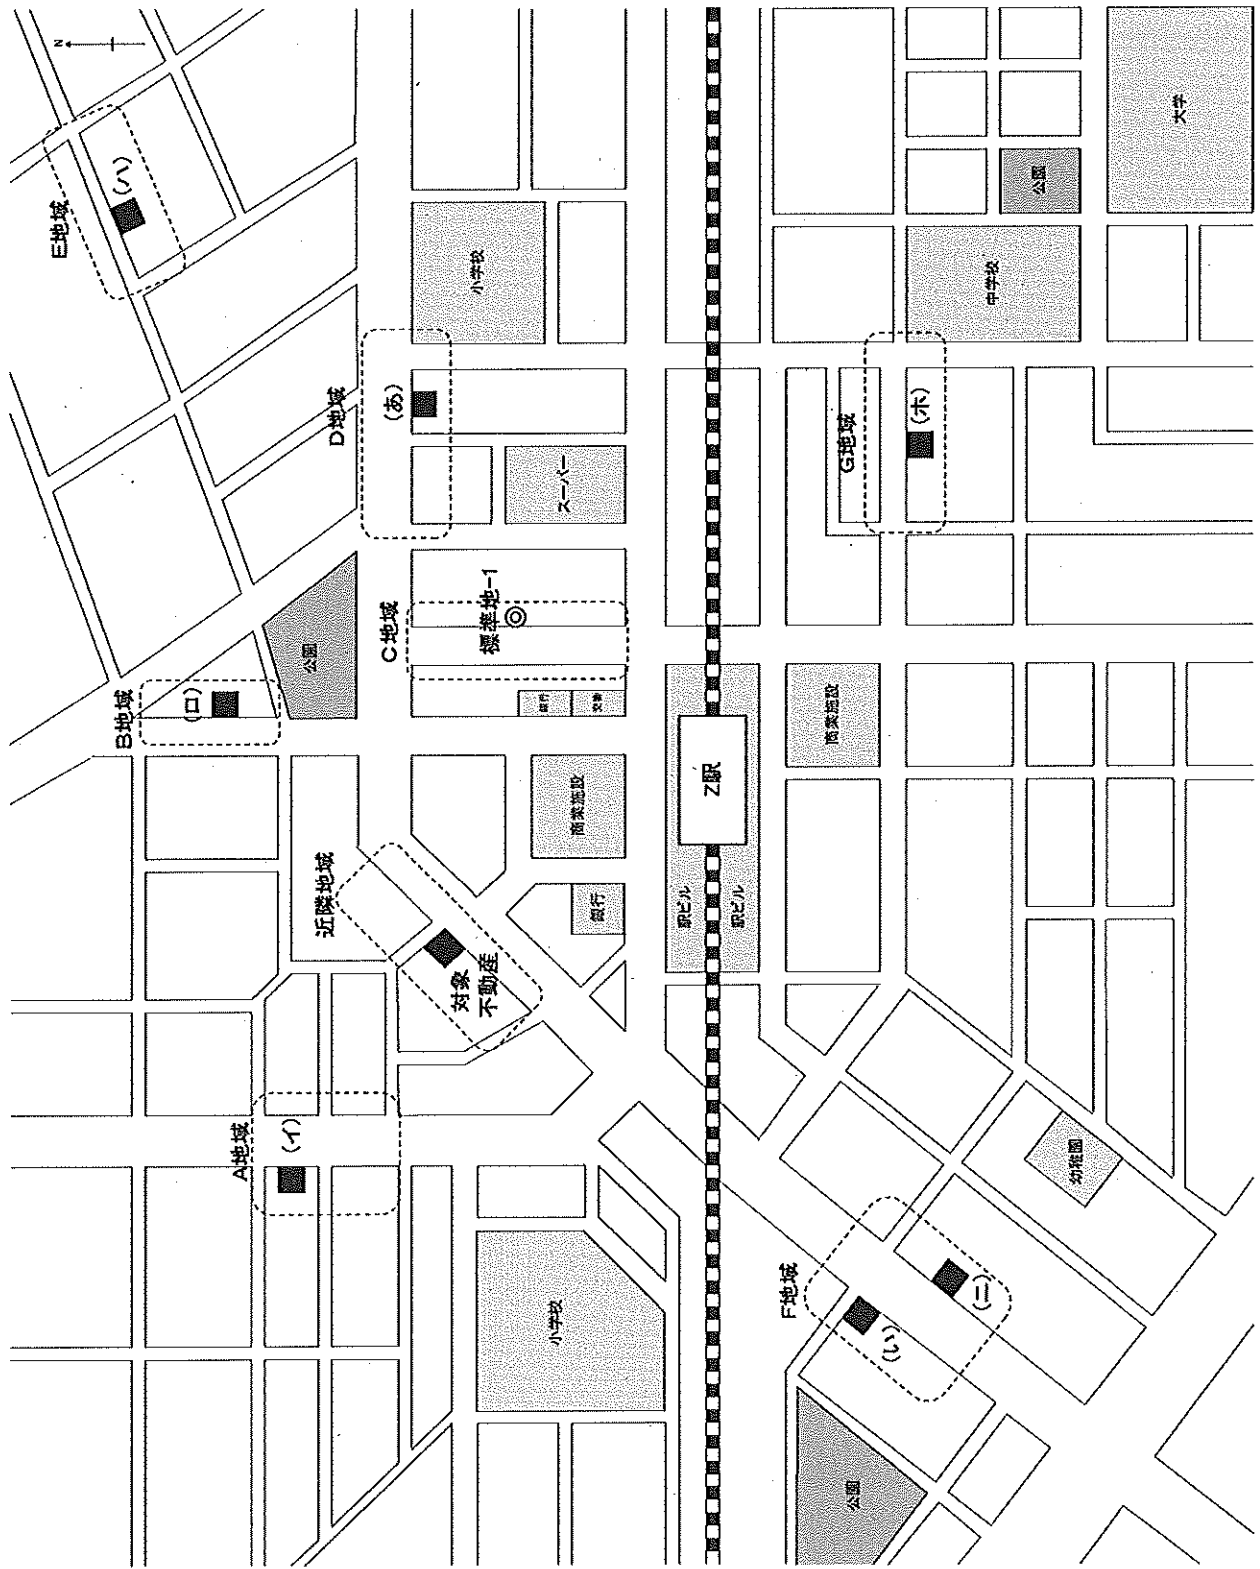 N
E地域
(ヘ)
B地域
(ロ)
A地域
(イ)
公園
近隣地域
D地域
C地域
(あ)
対象
不動産
小学校
標準地-1
銀行
交番
小学校
スーパー
商業施設
銀行
駅ビル
Z駅
駅ビル
F地域
商業施設
G地域
公園
(ハ)
(ホ)
(ニ)
中学校
公園
幼稚園
大学